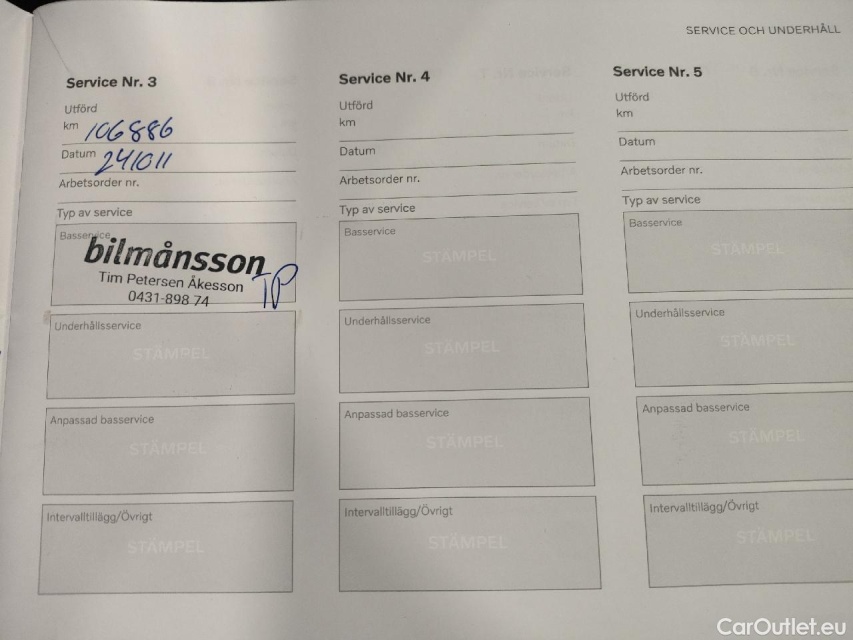 SERVICE OCH UNDERHÅLL
Service Nr. 3
Utförd
km 106886
Datum 241011
Arbetsorder nr.
Typ av service
Basservice
bilmånsson
Tim Petersen Åkesson
0431-898 74
TP
Underhållsservice
STÄMPEL
Anpassad basservice
STÄMPEL
Intervalltillägg/Övrigt
STÄMPEL
Service Nr. 4
Utförd
km
Datum
Arbetsorder nr.
Typ av service
Basservice
STÄMPEL
Underhållsservice
STÄMPEL
Anpassad basservice
STÄMPEL
Intervalltillägg/Övrigt
STÄMPEL
Service Nr. 5
Utförd
km
Datum
Arbetsorder nr.
Typ av service
Basservice
STÄMPEL
Underhållsservice
STÄMPEL
Anpassad basservice
STÄMPEL
Intervalltillägg/Övrigt
STÄMPEL
CarOutlet.eu